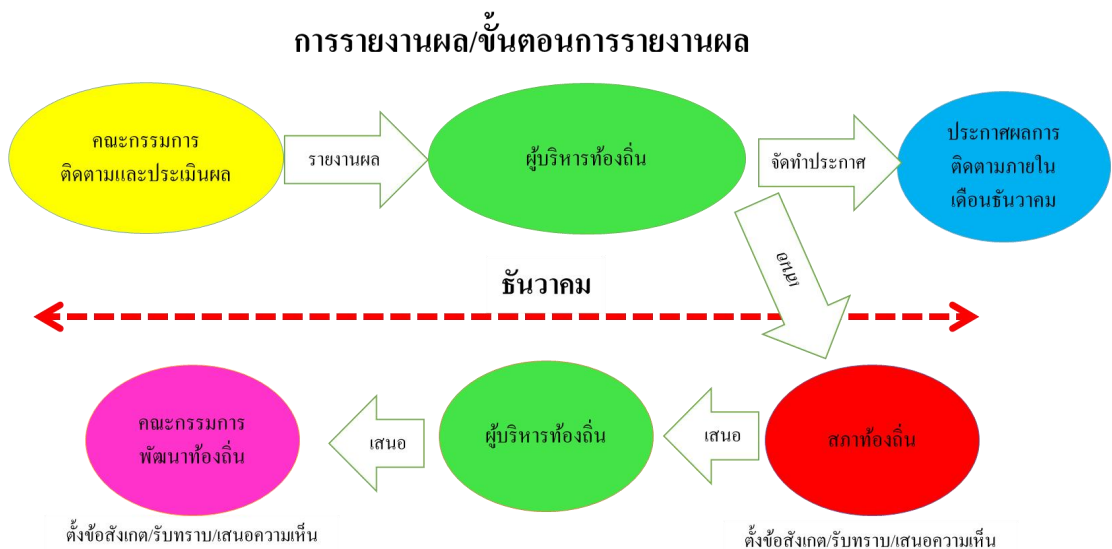 การรายงานผล/ขั้นตอนการรายงานผล
คณะกรรมการ
ติดตามและประเมินผล
รายงานผล
ผู้บริหารท้องถิ่น
จัดทำประกาศ
ประกาศผลการ
ติดตามภายใน
เดือนธันวาคม
เสนอ
ธันวาคม
คณะกรรมการ
พัฒนาท้องถิ่น
เสนอ
ผู้บริหารท้องถิ่น
เสนอ
สภาท้องถิ่น
ตั้งข้อสังเกต/รับทราบ/เสนอความเห็น
ตั้งข้อสังเกต/รับทราบ/เสนอความเห็น